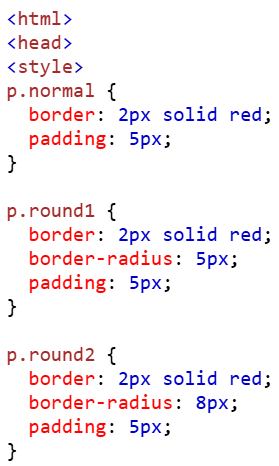 <html>
<head>
<style>
p.normal {
  border: 2px solid red;
  padding: 5px;
}

p.round1 {
  border: 2px solid red;
  border-radius: 5px;
  padding: 5px;
}

p.round2 {
  border: 2px solid red;
  border-radius: 8px;
  padding: 5px;
}